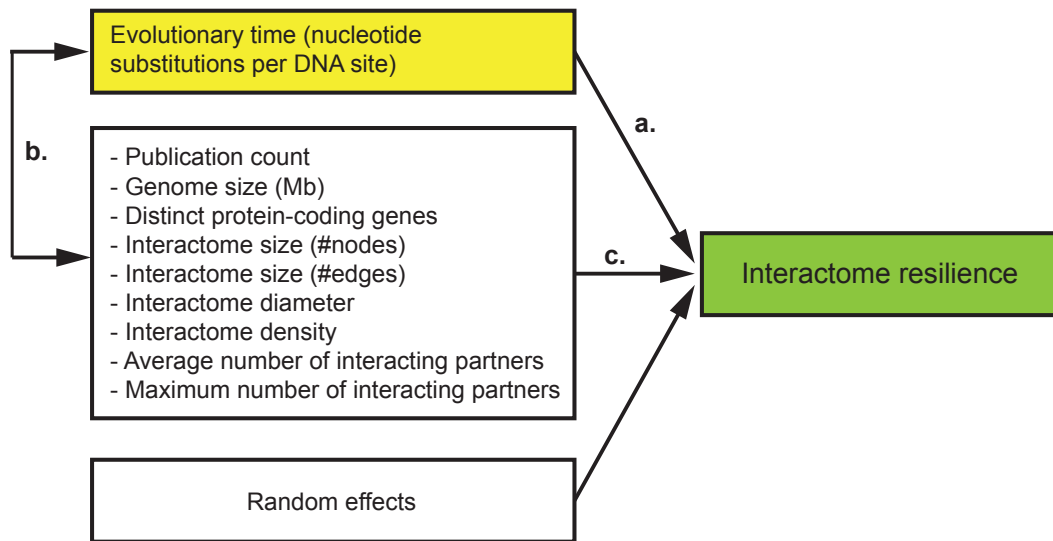 Evolutionary time (nucleotide
substitutions per DNA site)
a.
b.
- Publication count
- Genome size (Mb)
- Distinct protein-coding genes
- Interactome size (#nodes)
- Interactome size (#edges)
- Interactome diameter
- Interactome density
- Average number of interacting partners
- Maximum number of interacting partners
c.
Interactome resilience
Random effects